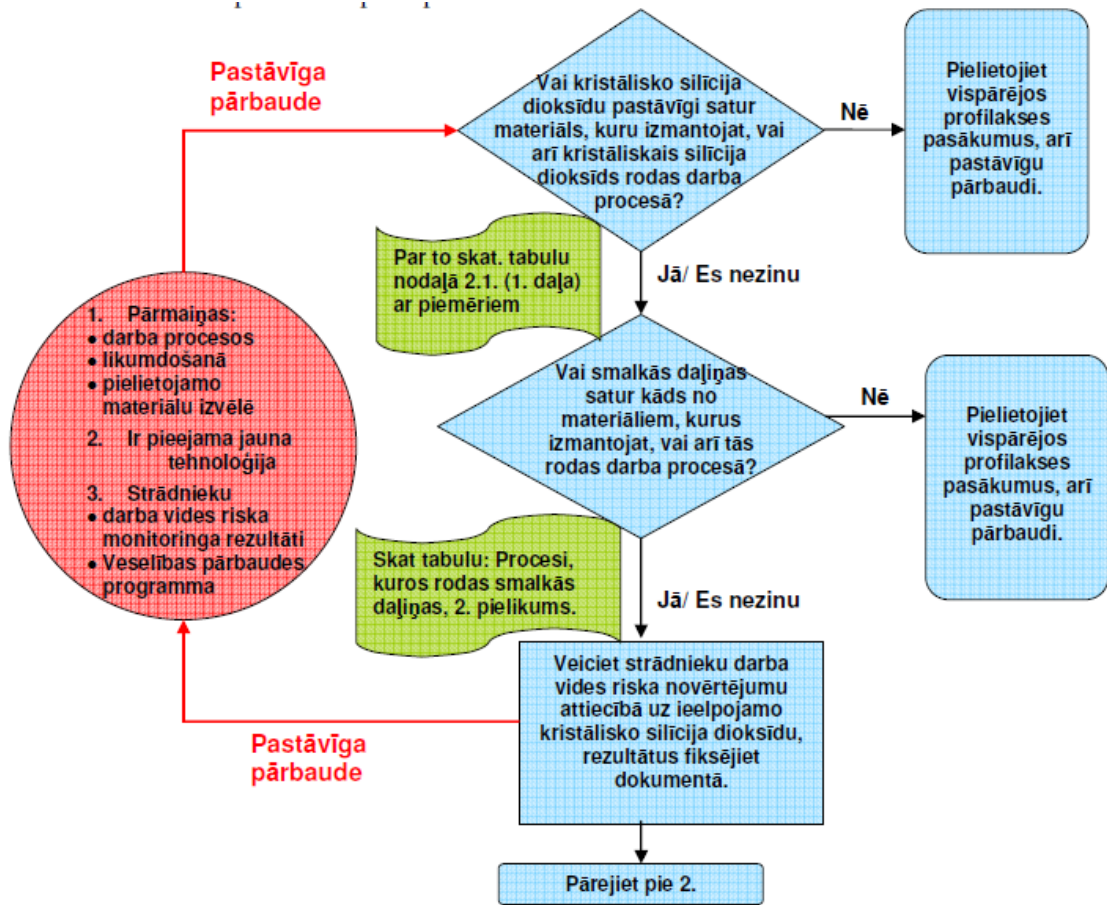 Pastāvīga
pārbaude
Vai kristālisko silīcija
dioksīdu pastāvīgi satur
materiāls, kuru izmantojat, vai
arī kristāliskais silīcija
dioksīds rodas darba
procesā?
Nē
Pielietojiet
vispārējos
profilakses
pasākumus, arī
pastāvīgu
pārbaudi.
Par to skat. tabulu
nodaļā 2.1. (1. daļa)
ar piemēriem
Jā/ Es nezinu
1. Pārmaiņas:
• darba procesos
• likumdošanā
• pielietojamo
materiālu izvēlē
2. Ir pieejama jauna
tehnoloģija
3. Strādnieku
• darba vides riska
monitoringa rezultāti
• Veselības pārbaudes
programma
Vai smalkās daļiņas
satur kāds no
materiāliem, kurus
izmantojat, vai arī tās
rodas darba procesā?
Nē
Pielietojiet
vispārējos
profilakses
pasākumus, arī
pastāvīgu
pārbaudi.
Skat tabulu: Procesi,
kuros rodas smalkās
daļiņas, 2. pielikums.
Jā/ Es nezinu
Veiciet strādnieku darba
vides riska novērtējumu
attiecībā uz ieelpojamo
kristālisko silīcija dioksīdu,
rezultātus fiksējiet
dokumentā.
Pastāvīga
pārbaude
Pārejiet pie 2.